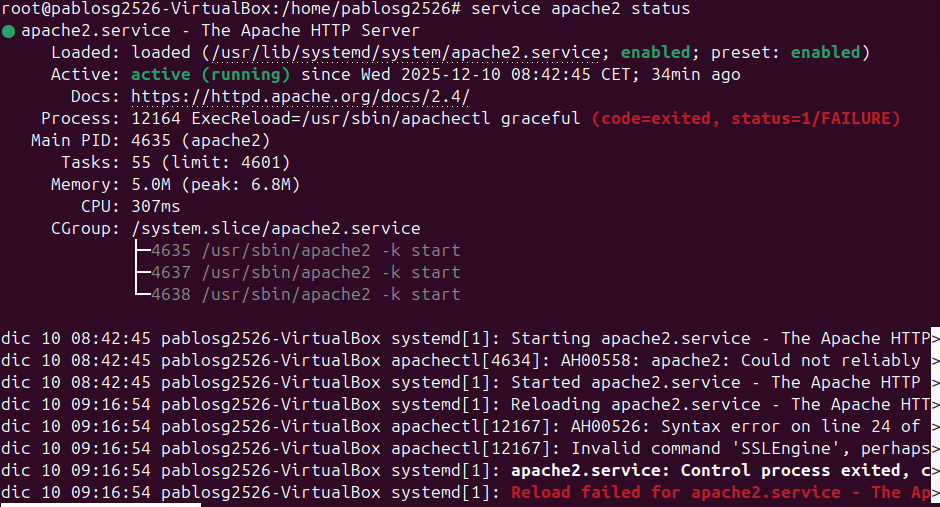 root@pablosg2526-VirtualBox:/home/pablosg2526# service apache2 status
● apache2.service - The Apache HTTP Server
     Loaded: loaded (/usr/lib/systemd/system/apache2.service; enabled; preset: enabled)
     Active: active (running) since Wed 2025-12-10 08:42:45 CET; 34min ago
       Docs: https://httpd.apache.org/docs/2.4/
    Process: 12164 ExecReload=/usr/sbin/apachectl graceful (code=exited, status=1/FAILURE)
   Main PID: 4635 (apache2)
      Tasks: 55 (limit: 4601)
     Memory: 5.0M (peak: 6.8M)
        CPU: 307ms
     CGroup: /system.slice/apache2.service
             ├─4635 /usr/sbin/apache2 -k start
             ├─4637 /usr/sbin/apache2 -k start
             └─4638 /usr/sbin/apache2 -k start
dic 10 08:42:45 pablosg2526-VirtualBox systemd[1]: Starting apache2.service - The Apache HTTP>
dic 10 08:42:45 pablosg2526-VirtualBox apachectl[4634]: AH00558: apache2: Could not reliably >
dic 10 08:42:45 pablosg2526-VirtualBox systemd[1]: Started apache2.service - The Apache HTTP >
dic 10 09:16:54 pablosg2526-VirtualBox systemd[1]: Reloading apache2.service - The Apache HTT>
dic 10 09:16:54 pablosg2526-VirtualBox apachectl[12167]: AH00526: Syntax error on line 24 of >
dic 10 09:16:54 pablosg2526-VirtualBox apachectl[12167]: Invalid command 'SSLEngine', perhaps>
dic 10 09:16:54 pablosg2526-VirtualBox systemd[1]: apache2.service: Control process exited, c>
dic 10 09:16:54 pablosg2526-VirtualBox systemd[1]: Reload failed for apache2.service - The Ap>